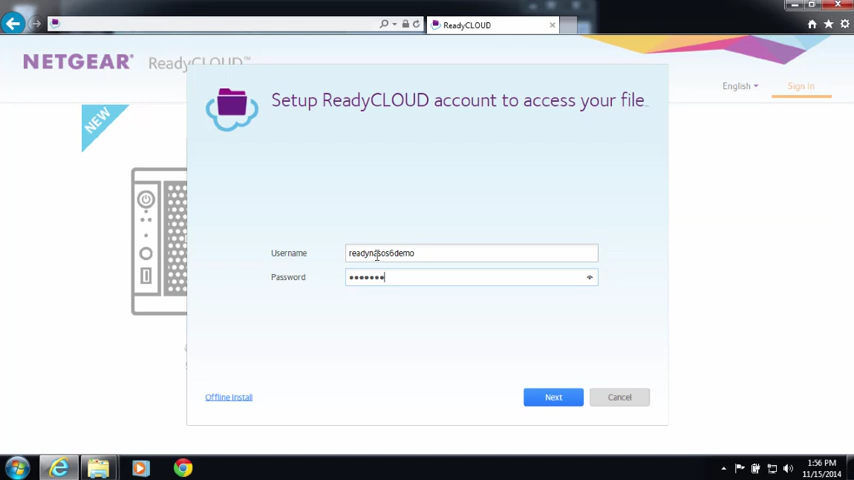 ReadyCLOUD
NETGEAR® ReadyCLOUD™
English
Sign In
NEW
Setup ReadyCLOUD account to access your file..
Username
readynasos6demo
Password
Offline Install
Next
Cancel
1:56 PM
11/15/2014